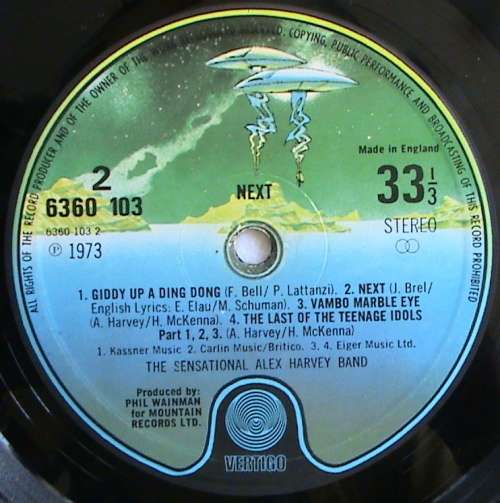 ALL RIGHTS OF THE RECORD PRODUCER AND OF THE OWNER OF THE WORK REPRODUCED RESERVED. COPYING, PUBLIC PERFORMANCE AND BROADCASTING OF THIS RECORD PROHIBITED
Made in England
2
6360 103
6360 103 2
℗ 1973
NEXT
33 1/3
STEREO
1. GIDDY UP A DING DONG (F. Bell/ P. Lattanzi). 2. NEXT (J. Brel/
English Lyrics: E. Elau/M. Schuman). 3. VAMBO MARBLE EYE
(A. Harvey/H. McKenna). 4. THE LAST OF THE TEENAGE IDOLS
Part 1, 2, 3. (A. Harvey/H. McKenna)
1. Kassner Music 2. Carlin Music/Britico. 3. 4. Eiger Music Ltd.
THE SENSATIONAL ALEX HARVEY BAND
Produced by:
PHIL WAINMAN
for MOUNTAIN
RECORDS LTD.
VERTIGO